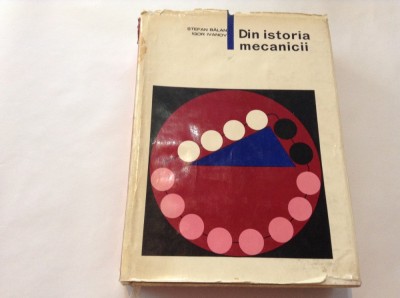 ȘTEFAN BĂLAN
IGOR IVANOV
Din istoria
mecanicii